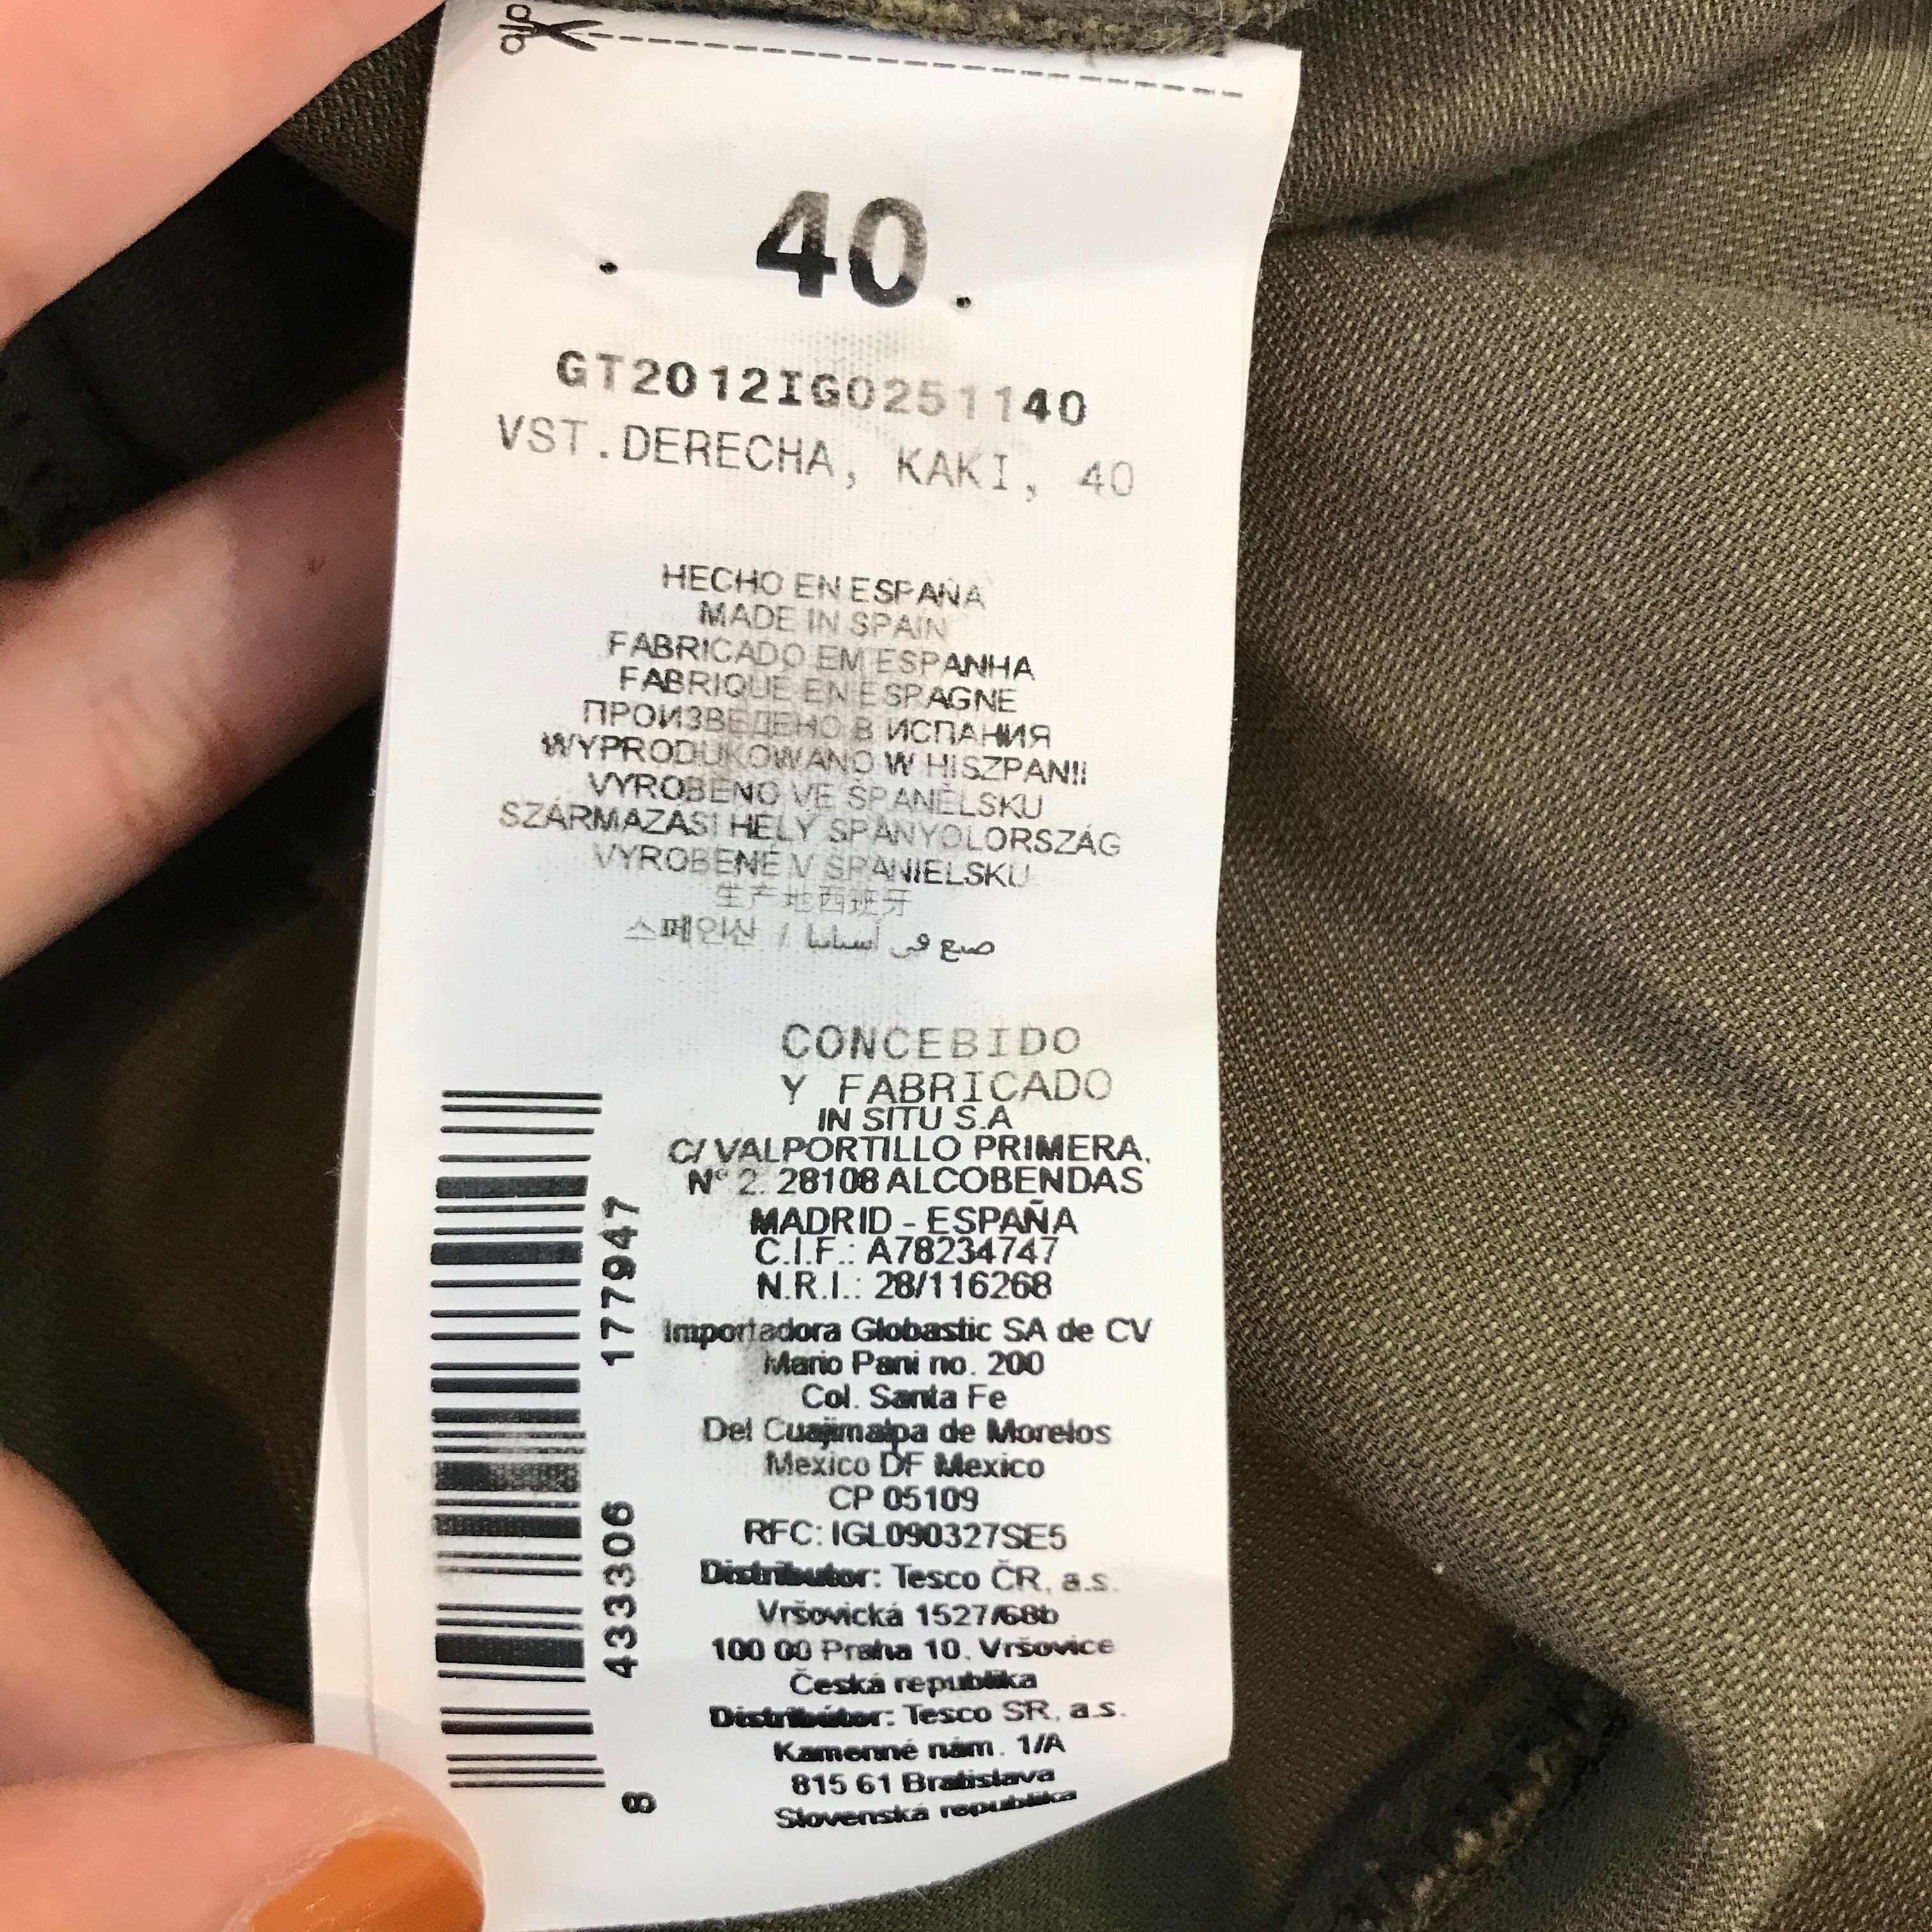 40
GT2012IG0251140
VST.DERECHA, KAKI, 40
HECHO EN ESPAÑA
MADE IN SPAIN
FABRICADO EM ESPANHA
FABRIQUE EN ESPAGNE
ПРОИЗВЕДЕНО В ИСПАНИЯ
WYPRODUKOWANO W HISZPANII
VYROBENO VE ŠPANĚLSKU
SZÁRMAZÁSI HELY SPANYOLORSZÁG
VYROBENÉ V ŠPANIELSKU
生产地西班牙
스페인산 / صنع في أسبانيا
CONCEBIDO
Y FABRICADO
IN SITU S.A
C/ VALPORTILLO PRIMERA,
Nº 2. 28108 ALCOBENDAS
MADRID - ESPAÑA
C.I.F.: A78234747
N.R.I.: 28/116268
Importadora Globastic SA de CV
Mario Pani no. 200
Col. Santa Fe
Del Cuajimalpa de Morelos
Mexico DF Mexico
CP 05109
RFC: IGL090327SE5
Distributor: Tesco ČR, a.s.
Vršovická 1527/68b
100 00 Praha 10, Vršovice
Česká republika
Distribútor: Tesco SR, a.s.
Kamenné nám. 1/A
815 61 Bratislava
Slovenská republika
8 433306 177947